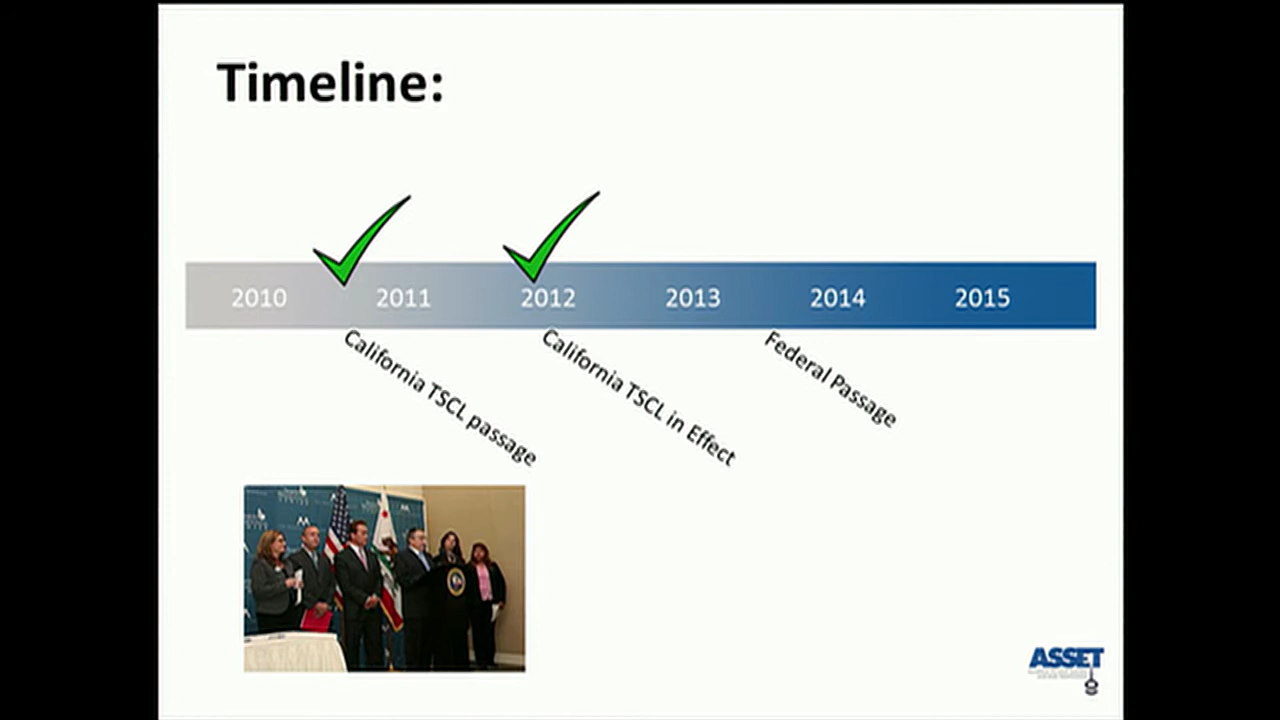 Timeline:
2010 2011 2012 2013 2014 2015
California TSCL passage
California TSCL in Effect
Federal Passage
ASSET